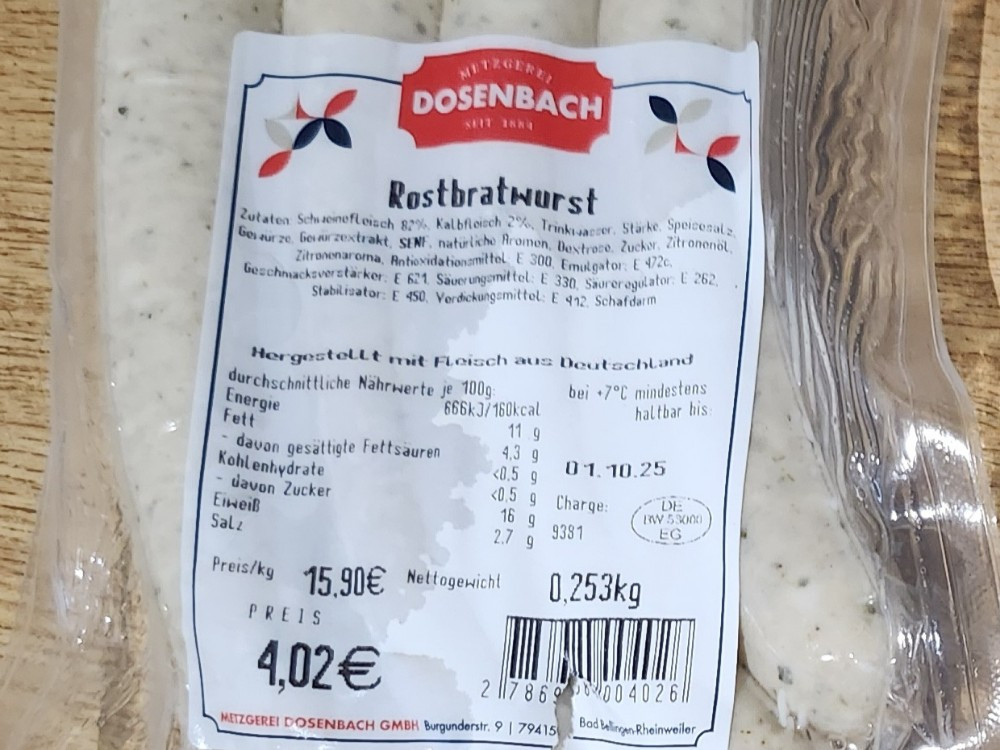 METZGEREI
DOSENBACH
SEIT 1884
Rostbratwurst
Zutaten: Schweinefleisch 82%, Kalbfleisch 2%, Trinkwasser, Stärke, Speisesalz,
Gewürze, Gewürzextrakt, SENF, natürliche Aromen, Dextrose, Zucker, Zitronenöl,
Zitronenaroma, Antioxidationsmittel: E 300, Emulgator: E 472c,
Geschmacksverstärker: E 621, Säuerungsmittel: E 330, Säureregulator: E 262,
Stabilisator: E 450, Verdickungsmittel: E 412, Schafdarm
Hergestellt mit Fleisch aus Deutschland
durchschnittliche Nährwerte je 100g:
Energie 666kJ/160kcal
Fett 11 g
- davon gesättigte Fettsäuren 4,3 g
Kohlenhydrate <0,5 g
- davon Zucker <0,5 g
Eiweiß 16 g
Salz 2,7 g
bei +7°C mindestens
haltbar bis:
01.10.25
Charge:
9381
DE
BW 53000
EG
Preis/kg 15,90€ Nettogewicht 0,253kg
PREIS
4,02€
2 7869 004026
METZGEREI DOSENBACH GMBH Burgunderstr. 9 | 79415 Bad Bellingen-Rheinweiler